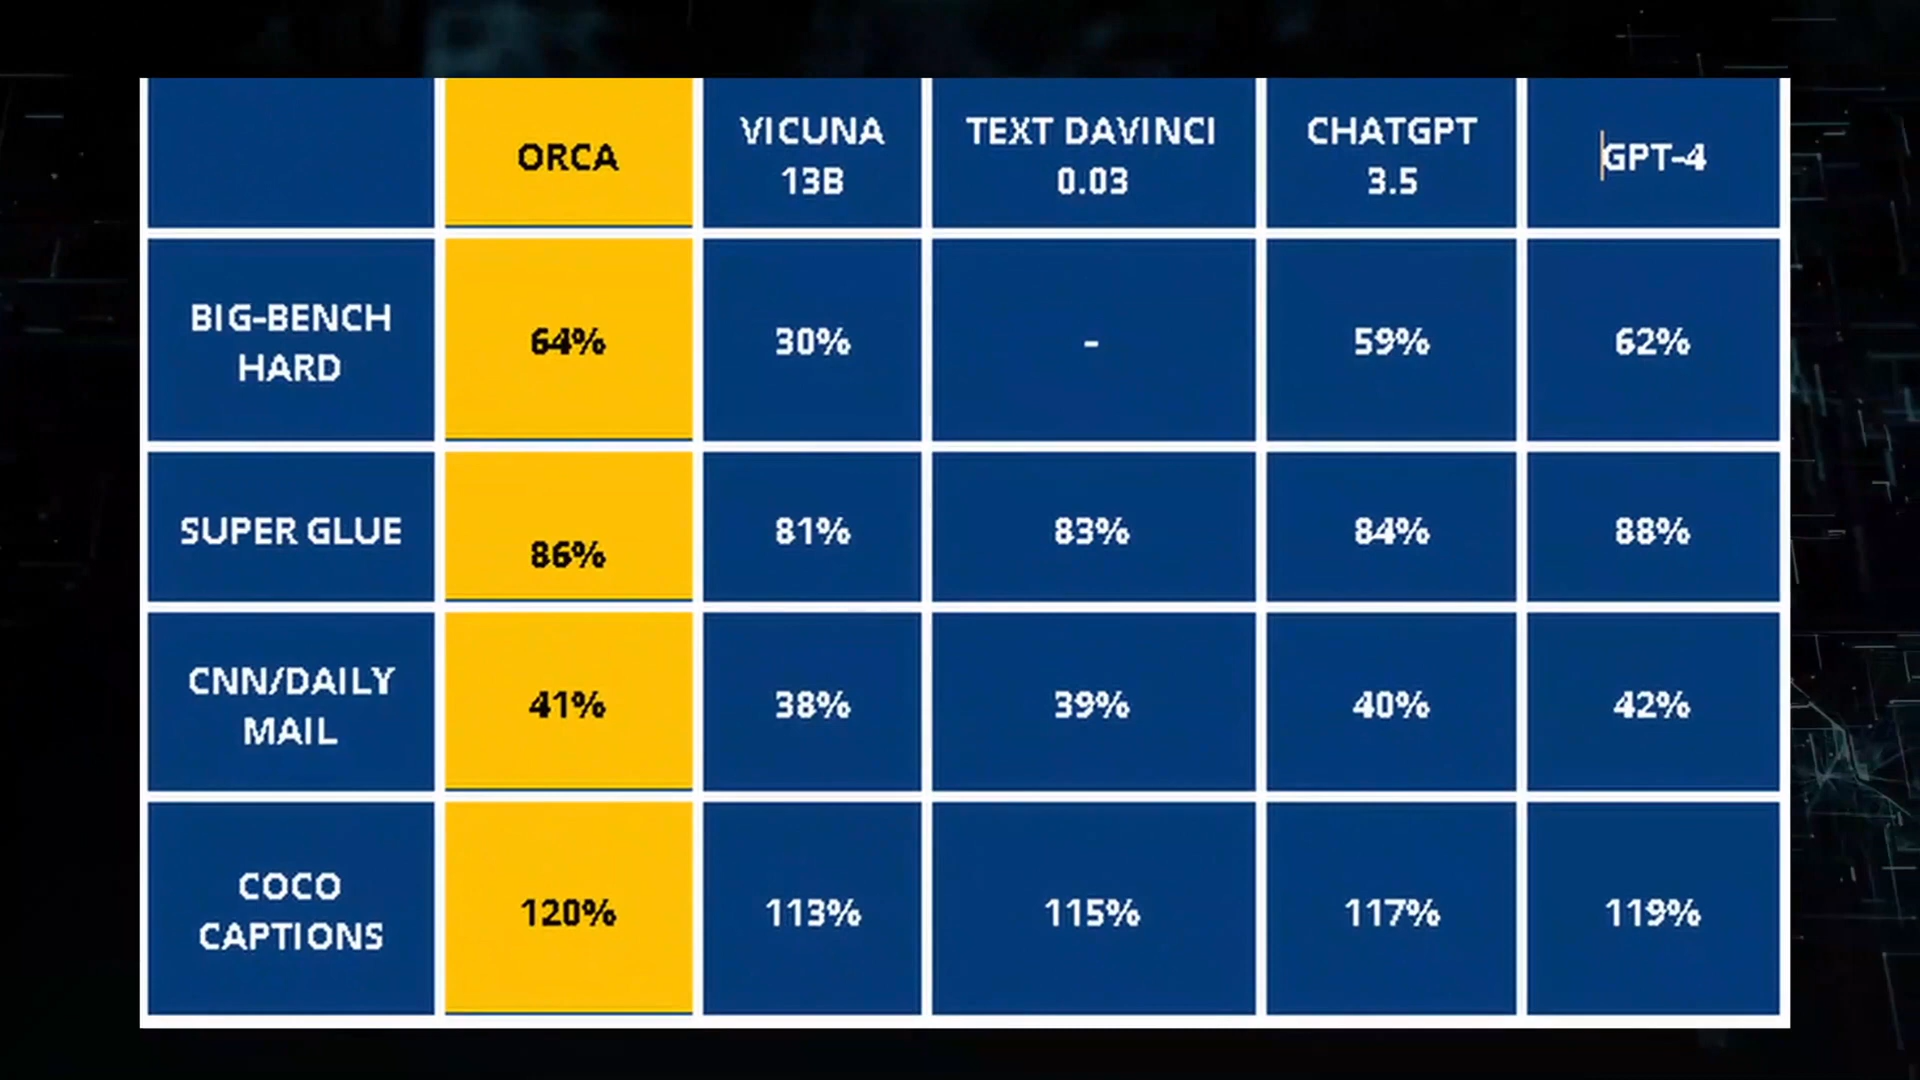 ORCA
VICUNA
13B
TEXT DAVINCI
0.03
CHATGPT
3.5
GPT-4
BIG-BENCH
HARD
64%
30%
-
59%
62%
SUPER GLUE
86%
81%
83%
84%
88%
CNN/DAILY
MAIL
41%
38%
39%
40%
42%
COCO
CAPTIONS
120%
113%
115%
117%
119%